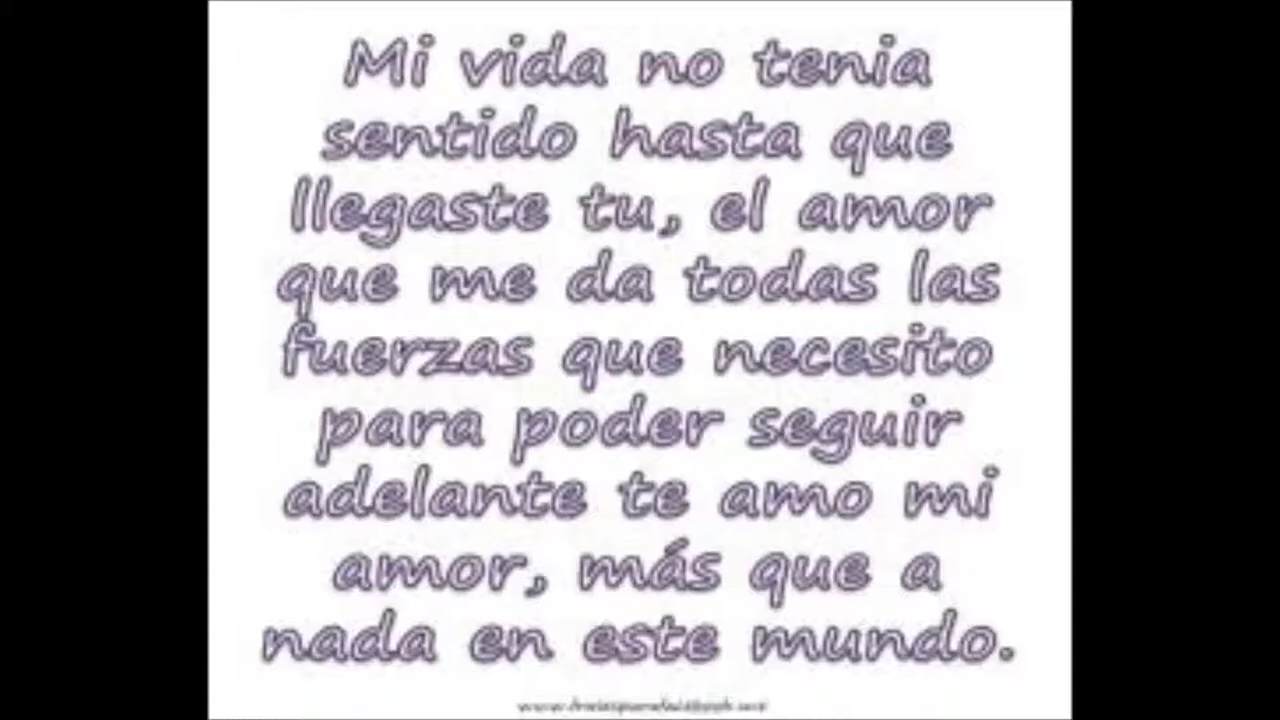 Mi vida no tenia
sentido hasta que
llegaste tu, el amor
que me da todas las
fuerzas que necesito
para poder seguir
adelante te amo mi
amor, más que a
nada en este mundo.